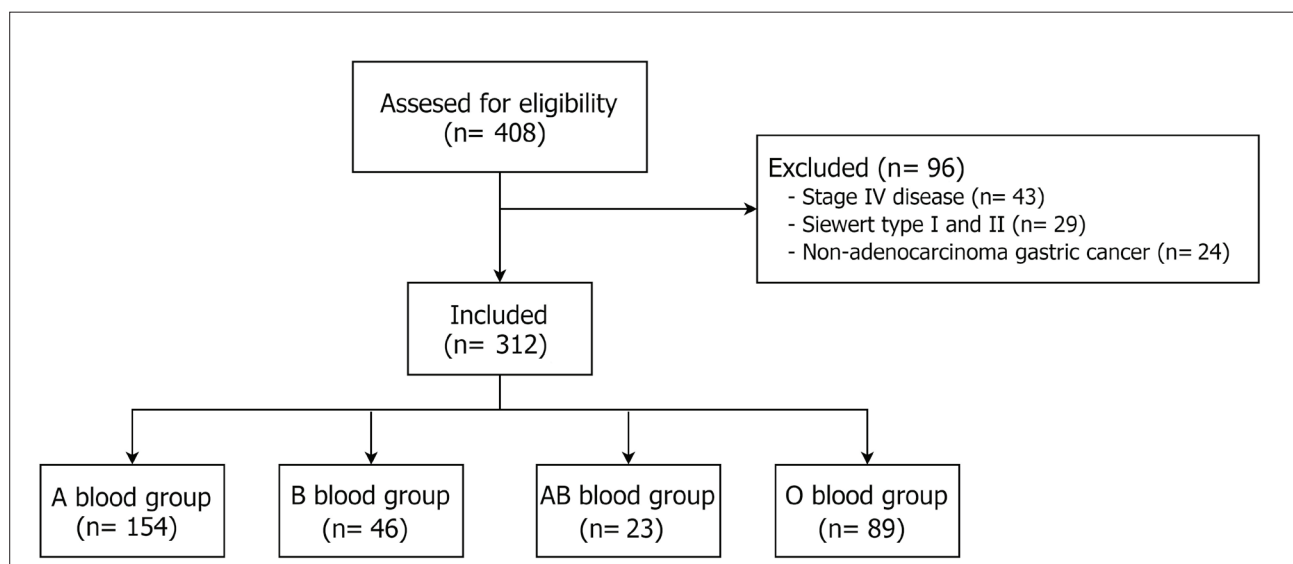 Assesed for eligibility
(n= 408)
Excluded (n= 96)
- Stage IV disease (n= 43)
- Siewert type I and II (n= 29)
- Non-adenocarcinoma gastric cancer (n= 24)
Included
(n= 312)
A blood group
(n= 154)
B blood group
(n= 46)
AB blood group
(n= 23)
O blood group
(n= 89)